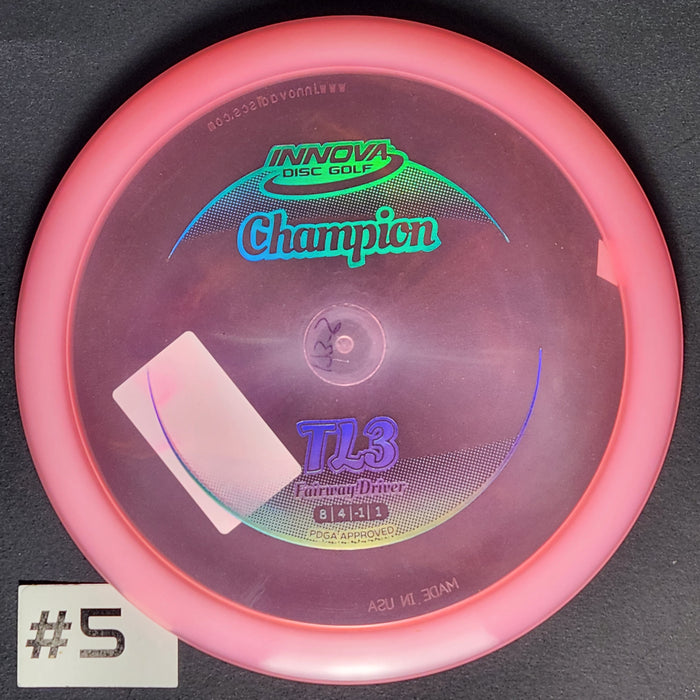 www.innovadiscs.com
INNOVA
DISC GOLF
Champion
TL3
Fairway Driver
8 | 4 | -1 | 1
PDGA APPROVED
MADE IN USA
#5